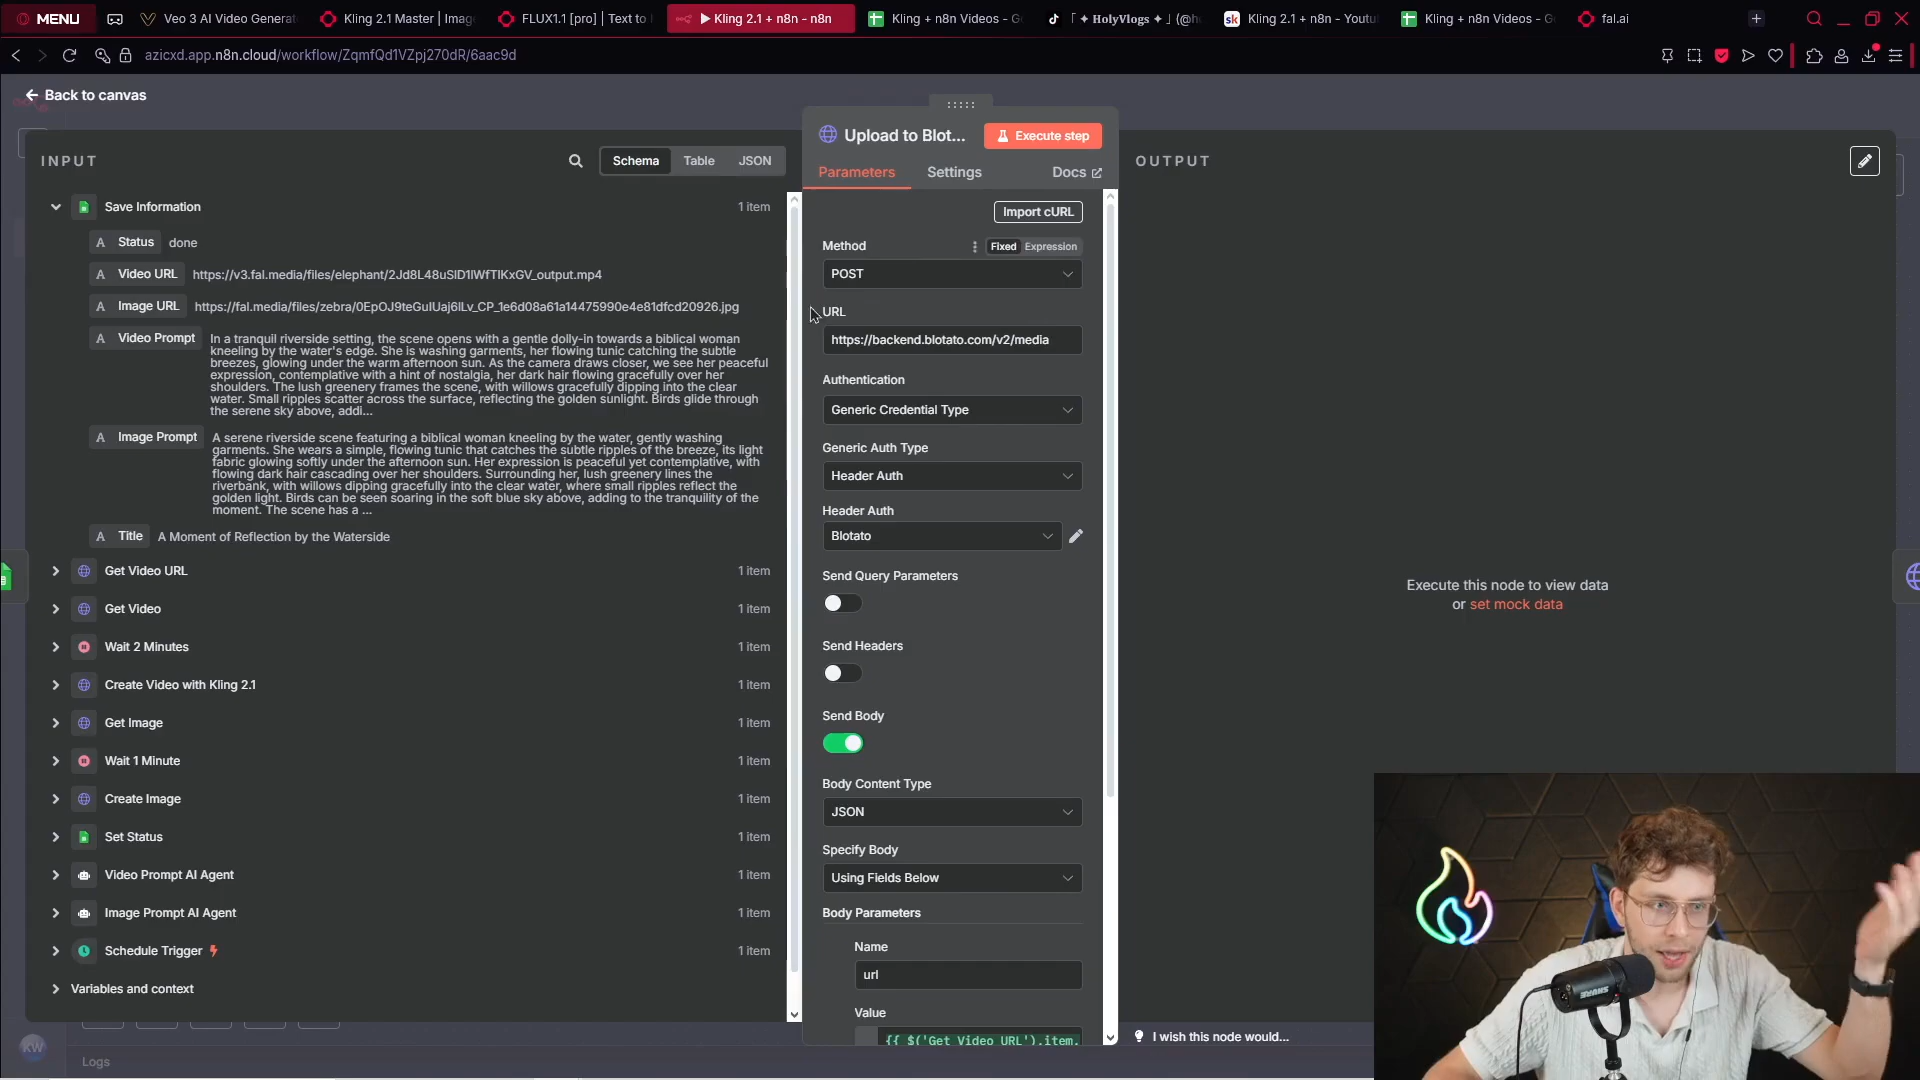 MENU
Veo 3 AI Video Generat
Kling 2.1 Master | Imag
FLUX1.1 [pro] | Text to
▶ Kling 2.1 + n8n - n8n
Kling + n8n Videos - G
「 ✦ HolyVlogs ✦ 」(@h
sk
Kling 2.1 + n8n - Youtu
Kling + n8n Videos - G
fal.ai
azicxd.app.n8n.cloud/workflow/ZqmfQd1VZpj270dR/6aac9d
Back to canvas
INPUT
Schema
Table
JSON
Save Information
1 item
A Status done
A Video URL https://v3.fal.media/files/elephant/2Jd8L48uSlD1lWfTlKxGV_output.mp4
A Image URL https://fal.media/files/zebra/0EpOJ9teGuIUaj6lLv_CP_1e6d08a61a14475990e4e81dfcd20926.jpg
A Video Prompt In a tranquil riverside setting, the scene opens with a gentle dolly-in towards a biblical woman
kneeling by the water's edge. She is washing garments, her flowing tunic catching the subtle
breezes, glowing under the warm afternoon sun. As the camera draws closer, we see her peaceful
expression, contemplative with a hint of nostalgia, her dark hair flowing gracefully over her
shoulders. The lush greenery frames the scene, with willows gracefully dipping into the clear
water. Small ripples scatter across the surface, reflecting the golden sunlight. Birds glide through
the serene sky above, addi...
A Image Prompt A serene riverside scene featuring a biblical woman kneeling by the water, gently washing
garments. She wears a simple, flowing tunic that catches the subtle ripples of the breeze, its light
fabric glowing softly under the afternoon sun. Her expression is peaceful yet contemplative, with
flowing dark hair cascading over her shoulders. Surrounding her, lush greenery lines the
riverbank, with willows dipping gracefully into the clear water, where small ripples reflect the
golden light. Birds can be seen soaring in the soft blue sky above, adding to the tranquility of the
moment. The scene has a ...
A Title A Moment of Reflection by the Waterside
Get Video URL
1 item
Get Video
1 item
Wait 2 Minutes
1 item
Create Video with Kling 2.1
1 item
Get Image
1 item
Wait 1 Minute
1 item
Create Image
1 item
Set Status
1 item
Video Prompt AI Agent
1 item
Image Prompt AI Agent
1 item
Schedule Trigger
1 item
Variables and context
KW
Logs
Upload to Blot...
Execute step
Parameters
Settings
Docs
Import cURL
Method
Fixed
Expression
POST
URL
https://backend.blotato.com/v2/media
Authentication
Generic Credential Type
Generic Auth Type
Header Auth
Header Auth
Blotato
Send Query Parameters
Send Headers
Send Body
Body Content Type
JSON
Specify Body
Using Fields Below
Body Parameters
Name
url
Value
{{ $('Get Video URL').item.
OUTPUT
Execute this node to view data
or set mock data
I wish this node would...
SHURE